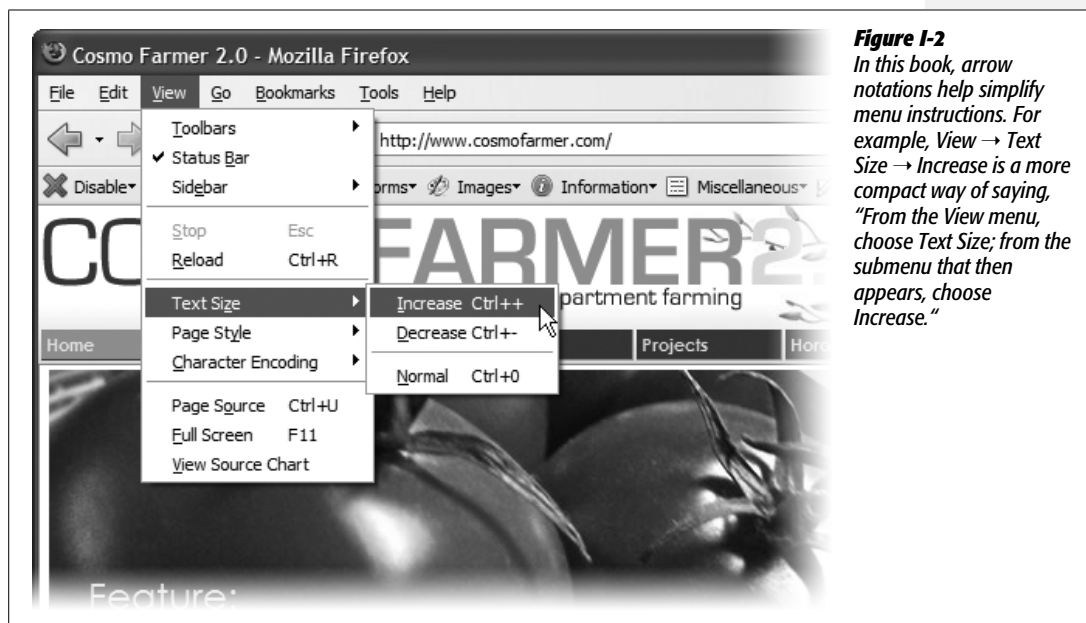 Cosmo Farmer 2.0 - Mozilla Firefox
File Edit View Go Bookmarks Tools Help
http://www.cosmofarmer.com/
Disable Images Information Miscellaneous
CO FARMER 2
partment farming
Home Projects
Toolbars
Status Bar
Sidebar
Stop Esc
Reload Ctrl+R
Text Size
Page Style
Character Encoding
Page Source Ctrl+U
Full Screen F11
View Source Chart
Increase Ctrl++
Decrease Ctrl+-
Normal Ctrl+0
Feature:
Figure I-2
In this book, arrow
notations help simplify
menu instructions. For
example, View → Text
Size → Increase is a more
compact way of saying,
“From the View menu,
choose Text Size; from the
submenu that then
appears, choose
Increase.“